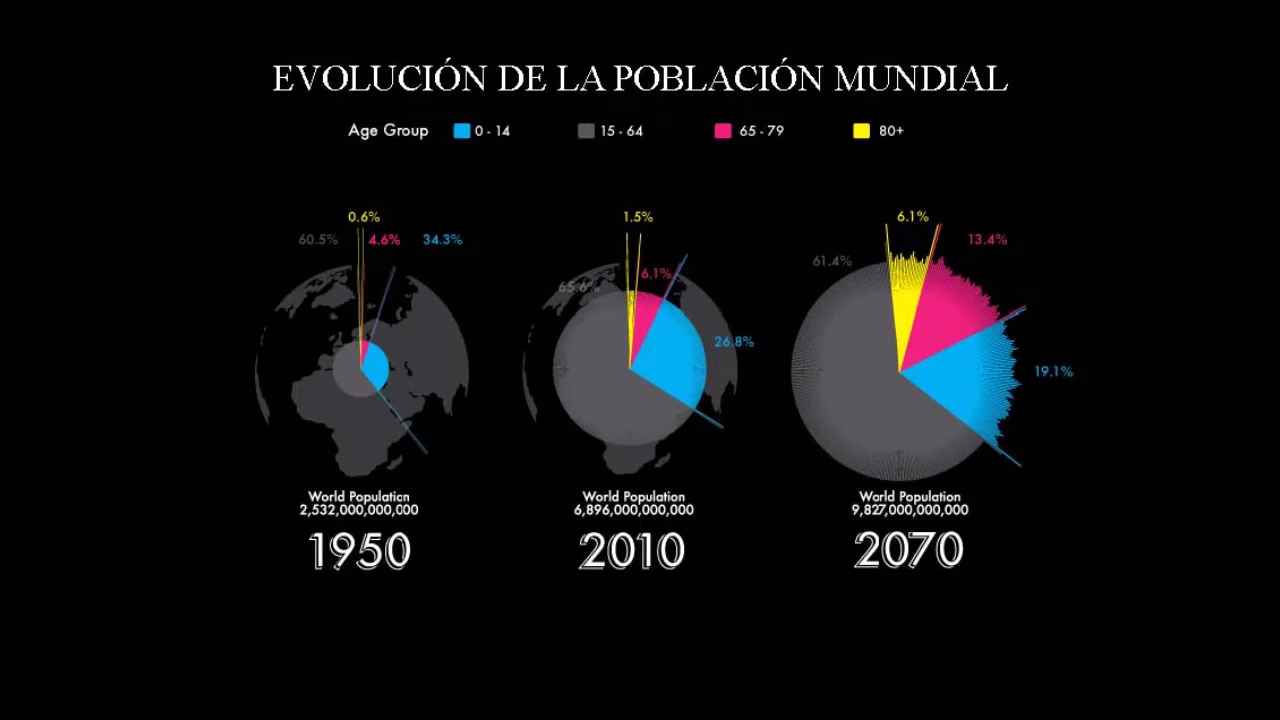 EVOLUCIÓN DE LA POBLACIÓN MUNDIAL
Age Group 0 - 14 15 - 64 65 - 79 80+
0.6% 1.5% 6.1%
60.5% 4.6% 34.3% 13.4%
61.4%
6.1%
65.6%
26.8%
19.1%
World Population World Population World Population
2,532,000,000,000 6,896,000,000,000 9,827,000,000,000
1950 2010 2070